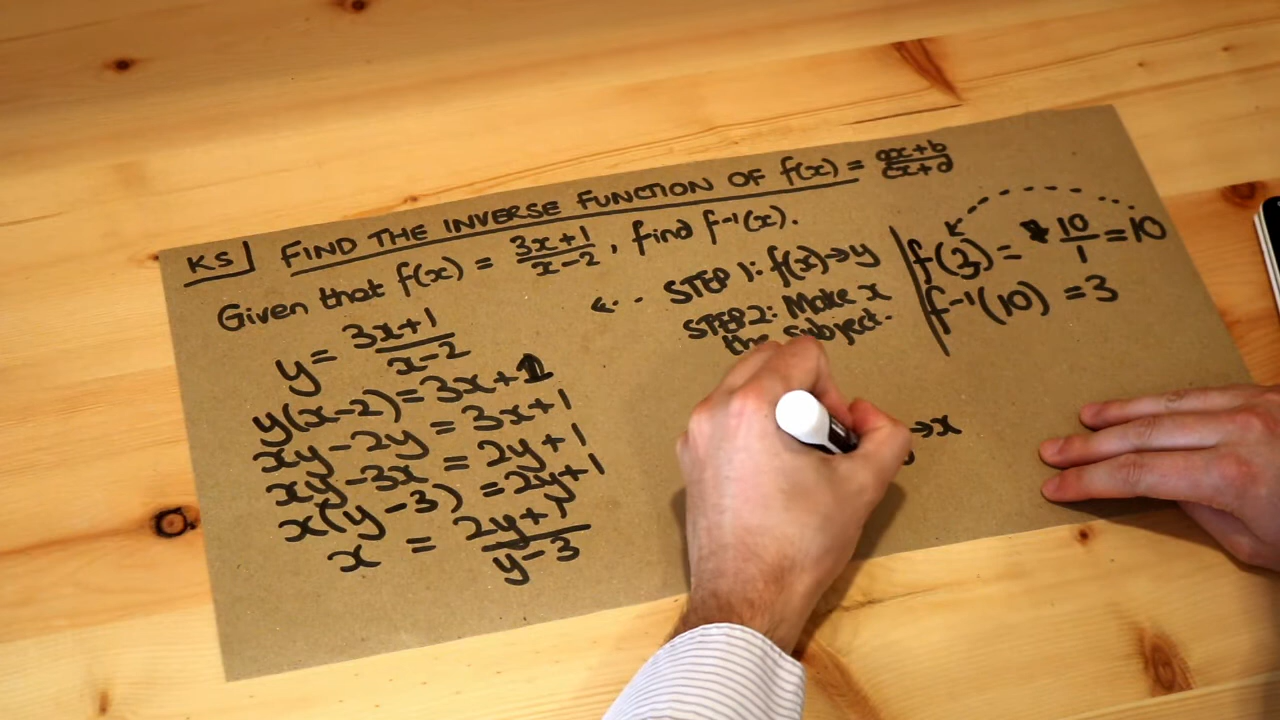 KS FIND THE INVERSE FUNCTION OF f(x) = ax+b/cx+d
Given that f(x) = 3x+1/x-2, find f⁻¹(x).
y = 3x+1/x-2
y(x-2) = 3x+1
xy-2y = 3x+1
xy-3x = 2y+1
x(y-3) = 2y+1
x = 2y+1/y-3
STEP 1: f(x)→y
STEP 2: Make x
the subject.
→x
f(3) = 10/1 = 10
f⁻¹(10) = 3